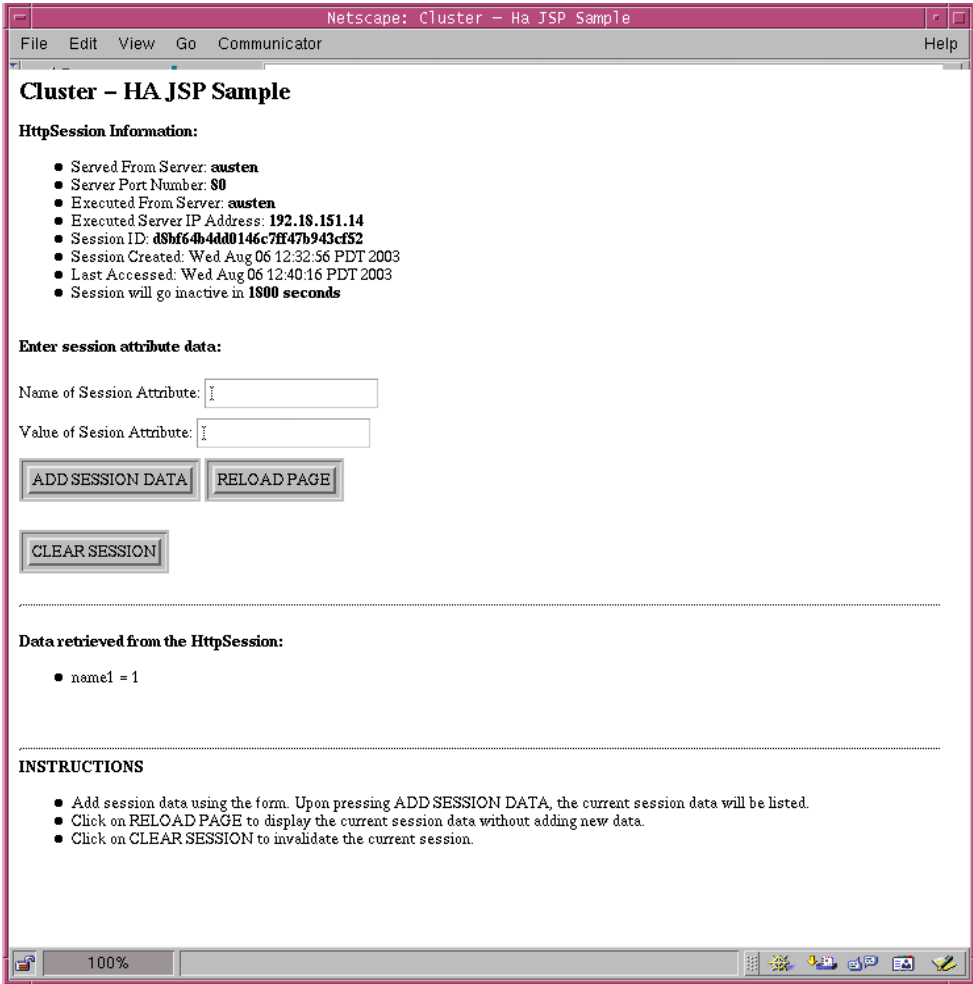 Netscape: Cluster – Ha JSP Sample
File Edit View Go Communicator Help
Cluster – HA JSP Sample
HttpSession Information:
Served From Server: austen
Server Port Number: 80
Executed From Server: austen
Executed Server IP Address: 192.18.151.14
Session ID: d8bf64b4dd0146c7ff47b943cf52
Session Created: Wed Aug 06 12:32:56 PDT 2003
Last Accessed: Wed Aug 06 12:40:16 PDT 2003
Session will go inactive in 1800 seconds
Enter session attribute data:
Name of Session Attribute:
Value of Sesion Attribute:
ADD SESSION DATA RELOAD PAGE
CLEAR SESSION
Data retrieved from the HttpSession:
name1 = 1
INSTRUCTIONS
Add session data using the form. Upon pressing ADD SESSION DATA, the current session data will be listed.
Click on RELOAD PAGE to display the current session data without adding new data.
Click on CLEAR SESSION to invalidate the current session.
100%